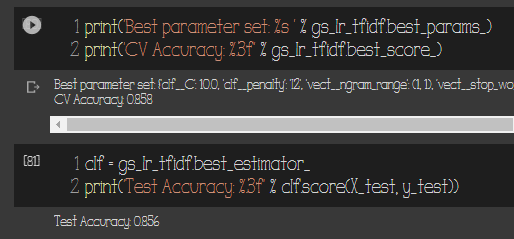 1 print('Best parameter set: %s ' % gs_lr_tfidf.best_params_)
2 print('CV Accuracy: %.3f' % gs_lr_tfidf.best_score_)
Best parameter set: {'clf__C': 10.0, 'clf__penalty': 'l2', 'vect__ngram_range': (1, 1), 'vect__stop_wo
CV Accuracy: 0.858
[81]
1 clf = gs_lr_tfidf.best_estimator_
2 print('Test Accuracy: %.3f' % clf.score(X_test, y_test))
Test Accuracy: 0.856